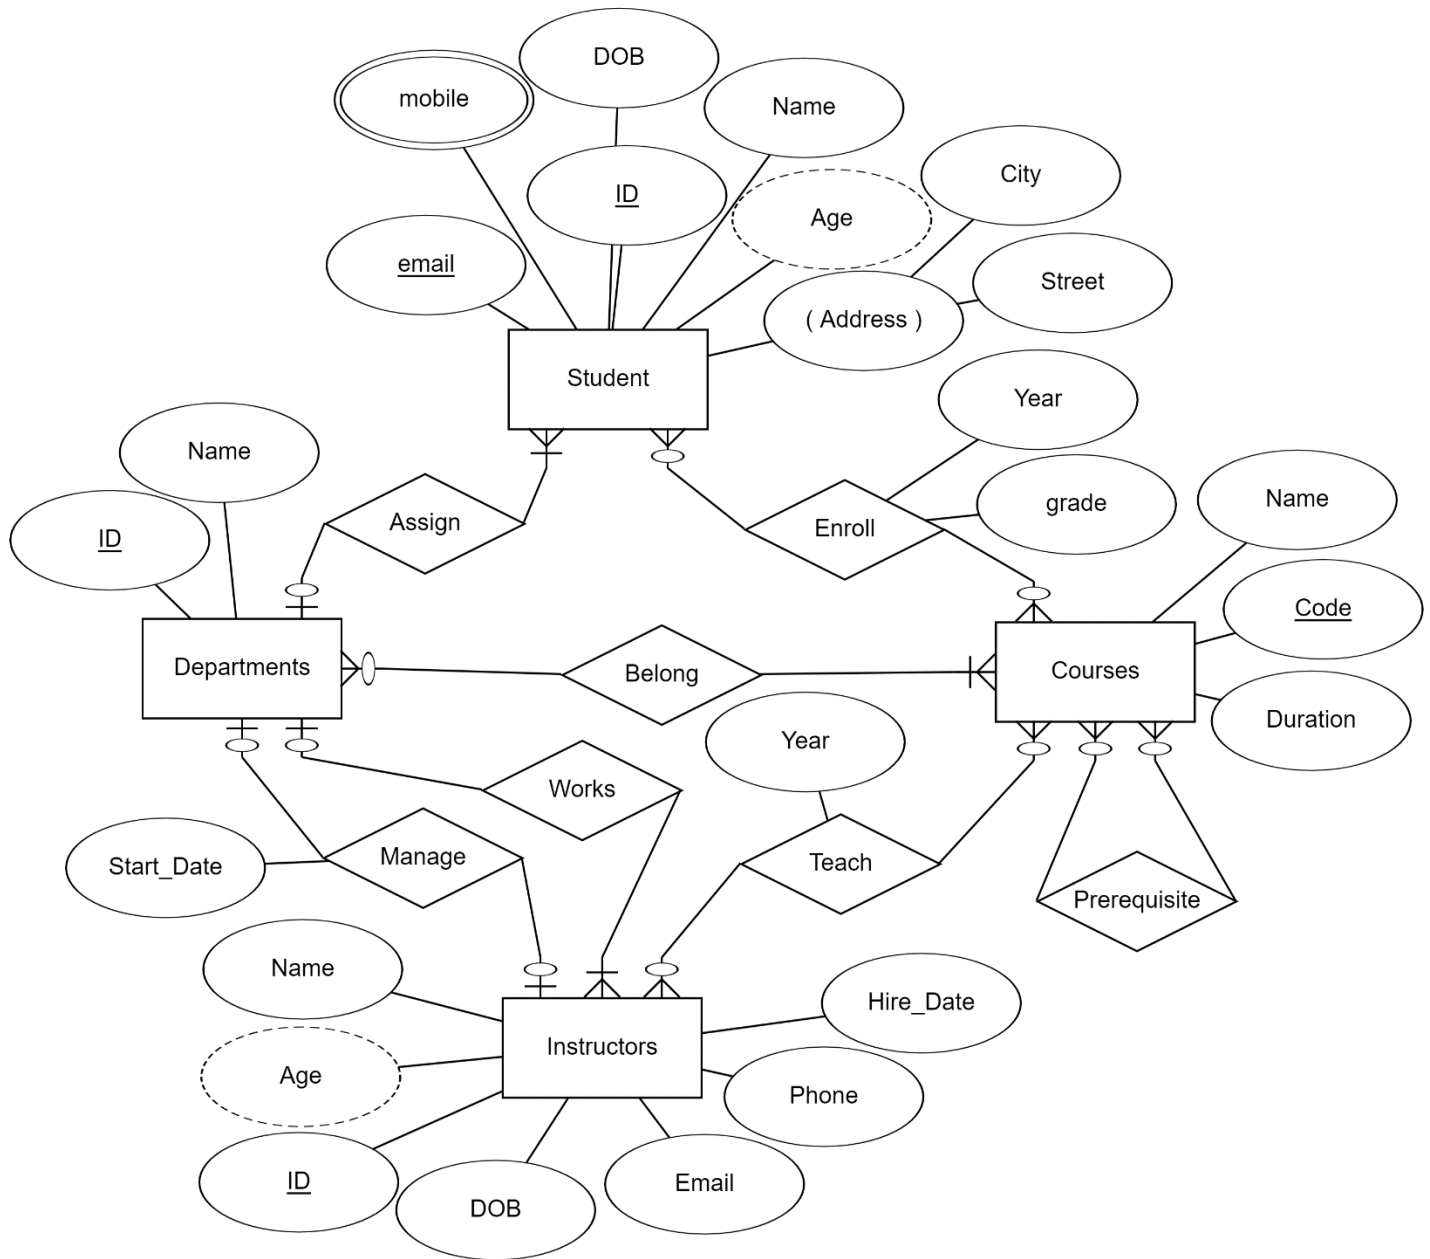 DOB
mobile
Name
City
ID
Age
email
Street
( Address )
Student
Year
Name
grade
Name
Assign
Enroll
ID
Code
Departments
Belong
Courses
Duration
Year
Works
Manage
Teach
Start_Date
Prerequisite
Name
Hire_Date
Instructors
Age
Phone
ID
Email
DOB